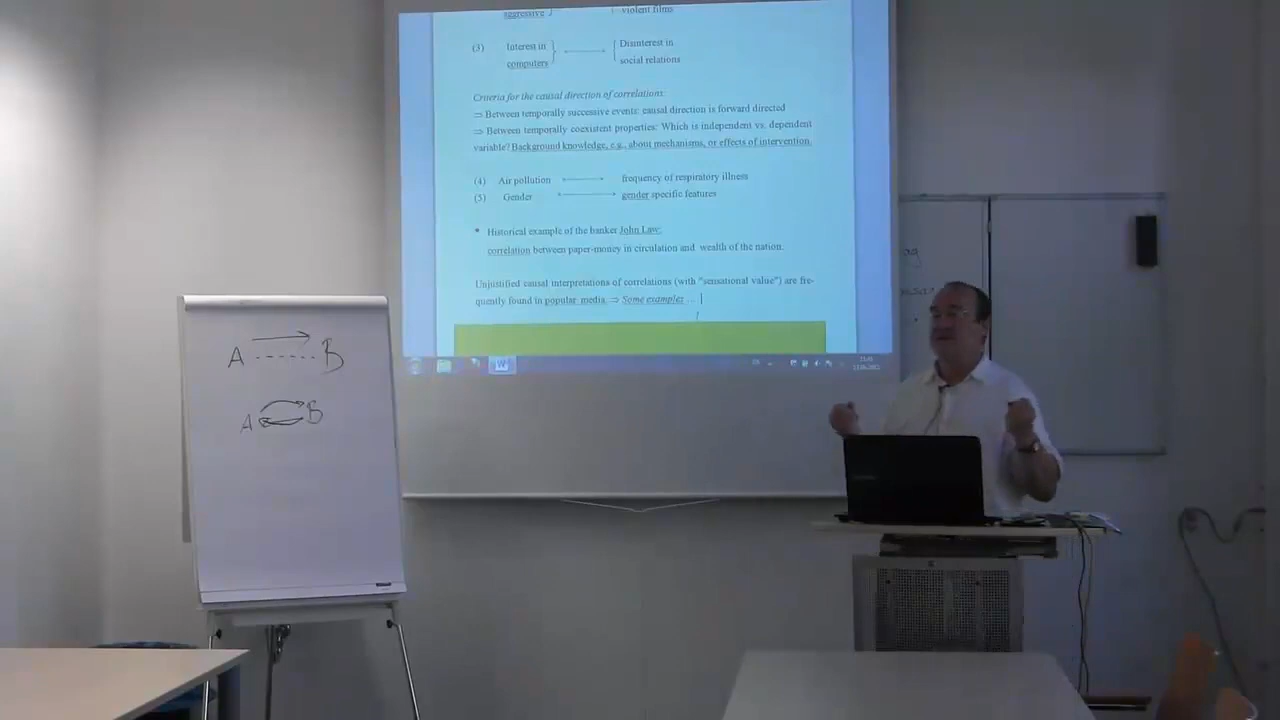 aggressive
violent films
(3) Interest in Disinterest in
computers social relations
Criteria for the causal direction of correlations:
⇒ Between temporally successive events: causal direction is forward directed
⇒ Between temporally coexistent properties: Which is independent vs. dependent
variable? Background knowledge, e.g., about mechanisms, or effects of intervention.
(4) Air pollution ⟷ frequency of respiratory illness
(5) Gender ⟷ gender specific features
* Historical example of the banker John Law:
correlation between paper-money in circulation and wealth of the nation.
Unjustified causal interpretations of correlations (with "sensational value") are fre-
quently found in popular media. ⇒ Some examples ...
A B
A B